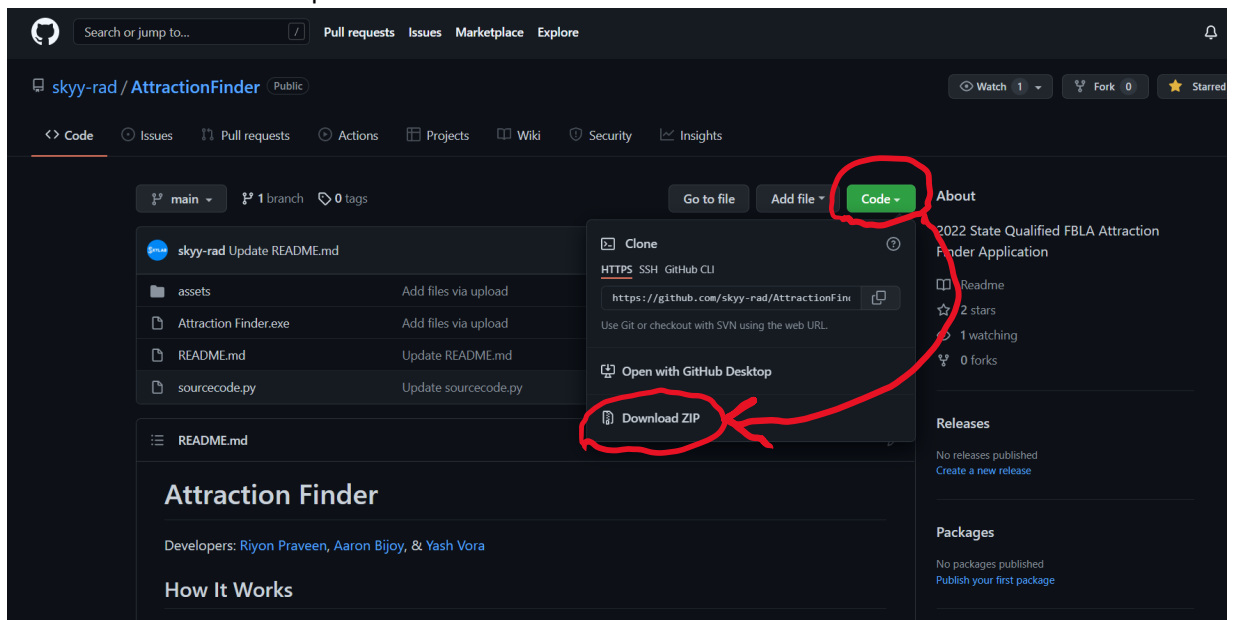 Search or jump to... /
Pull requests Issues Marketplace Explore
skyy-rad / AttractionFinder Public
Watch 1 Fork 0 Starred
Code Issues Pull requests Actions Projects Wiki Security Insights
main 1 branch 0 tags
Go to file Add file Code
About
2022 State Qualified FBLA Attraction
Finder Application
Readme
2 stars
1 watching
0 forks
skyy-rad Update README.md
assets Add files via upload
Attraction Finder.exe Add files via upload
README.md Update README.md
sourcecode.py Update sourcecode.py
Clone
HTTPS SSH GitHub CLI
https://github.com/skyy-rad/AttractionFin
Use Git or checkout with SVN using the web URL.
Open with GitHub Desktop
Download ZIP
Releases
No releases published
Create a new release
Packages
No packages published
Publish your first package
README.md
Attraction Finder
Developers: Riyon Praveen, Aaron Bijoy, & Yash Vora
How It Works